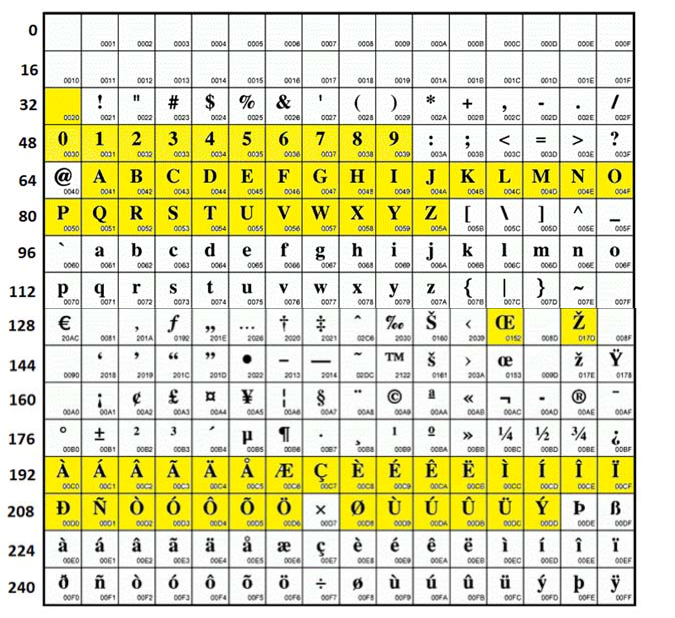 0
0001 0002 0003 0004 0005 0006 0007 0008 0009 000A 000B 000C 000D 000E 000F
16
0010 0011 0012 0013 0014 0015 0016 0017 0018 0019 001A 001B 001C 001D 001E 001F
32 ! " # $ % & ' ( ) * + , - . /
0020 0021 0022 0023 0024 0025 0026 0027 0028 0029 002A 002B 002C 002D 002E 002F
48 0 1 2 3 4 5 6 7 8 9 : ; < = > ?
0030 0031 0032 0033 0034 0035 0036 0037 0038 0039 003A 003B 003C 003D 003E 003F
64 @ A B C D E F G H I J K L M N O
0040 0041 0042 0043 0044 0045 0046 0047 0048 0049 004A 004B 004C 004D 004E 004F
80 P Q R S T U V W X Y Z [ \ ] ^ _
0050 0051 0052 0053 0054 0055 0056 0057 0058 0059 005A 005B 005C 005D 005E 005F
96 ` a b c d e f g h i j k l m n o
0060 0061 0062 0063 0064 0065 0066 0067 0068 0069 006A 006B 006C 006D 006E 006F
112 p q r s t u v w x y z { | } ~
0070 0071 0072 0073 0074 0075 0076 0077 0078 0079 007A 007B 007C 007D 007E 007F
128 € ‚ ƒ „ … † ‡ ˆ ‰ Š ‹ Œ Ž
20AC 0081 201A 0192 201E 2026 2020 2021 02C6 2030 0160 2039 0152 008D 017D 008F
144 ‘ ’ “ ” • – — ˜ ™ š › œ ž Ÿ
0090 2018 2019 201C 201D 2022 2013 2014 02DC 2122 0161 203A 0153 009D 017E 0178
160 ¡ ¢ £ ¤ ¥ ¦ § ¨ © ª « ¬ - ® ¯
00A0 00A1 00A2 00A3 00A4 00A5 00A6 00A7 00A8 00A9 00AA 00AB 00AC 00AD 00AE 00AF
176 ° ± ² ³ ´ µ ¶ · ¸ ¹ º » ¼ ½ ¾ ¿
00B0 00B1 00B2 00B3 00B4 00B5 00B6 00B7 00B8 00B9 00BA 00BB 00BC 00BD 00BE 00BF
192 À Á Â Ã Ä Å Æ Ç È É Ê Ë Ì Í Î Ï
00C0 00C1 00C2 00C3 00C4 00C5 00C6 00C7 00C8 00C9 00CA 00CB 00CC 00CD 00CE 00CF
208 Ð Ñ Ò Ó Ô Õ Ö × Ø Ù Ú Û Ü Ý Þ ß
00D0 00D1 00D2 00D3 00D4 00D5 00D6 00D7 00D8 00D9 00DA 00DB 00DC 00DD 00DE 00DF
224 à á â ã ä å æ ç è é ê ë ì í î ï
00E0 00E1 00E2 00E3 00E4 00E5 00E6 00E7 00E8 00E9 00EA 00EB 00EC 00ED 00EE 00EF
240 ð ñ ò ó ô õ ö ÷ ø ù ú û ü ý þ ÿ
00F0 00F1 00F2 00F3 00F4 00F5 00F6 00F7 00F8 00F9 00FA 00FB 00FC 00FD 00FE 00FF